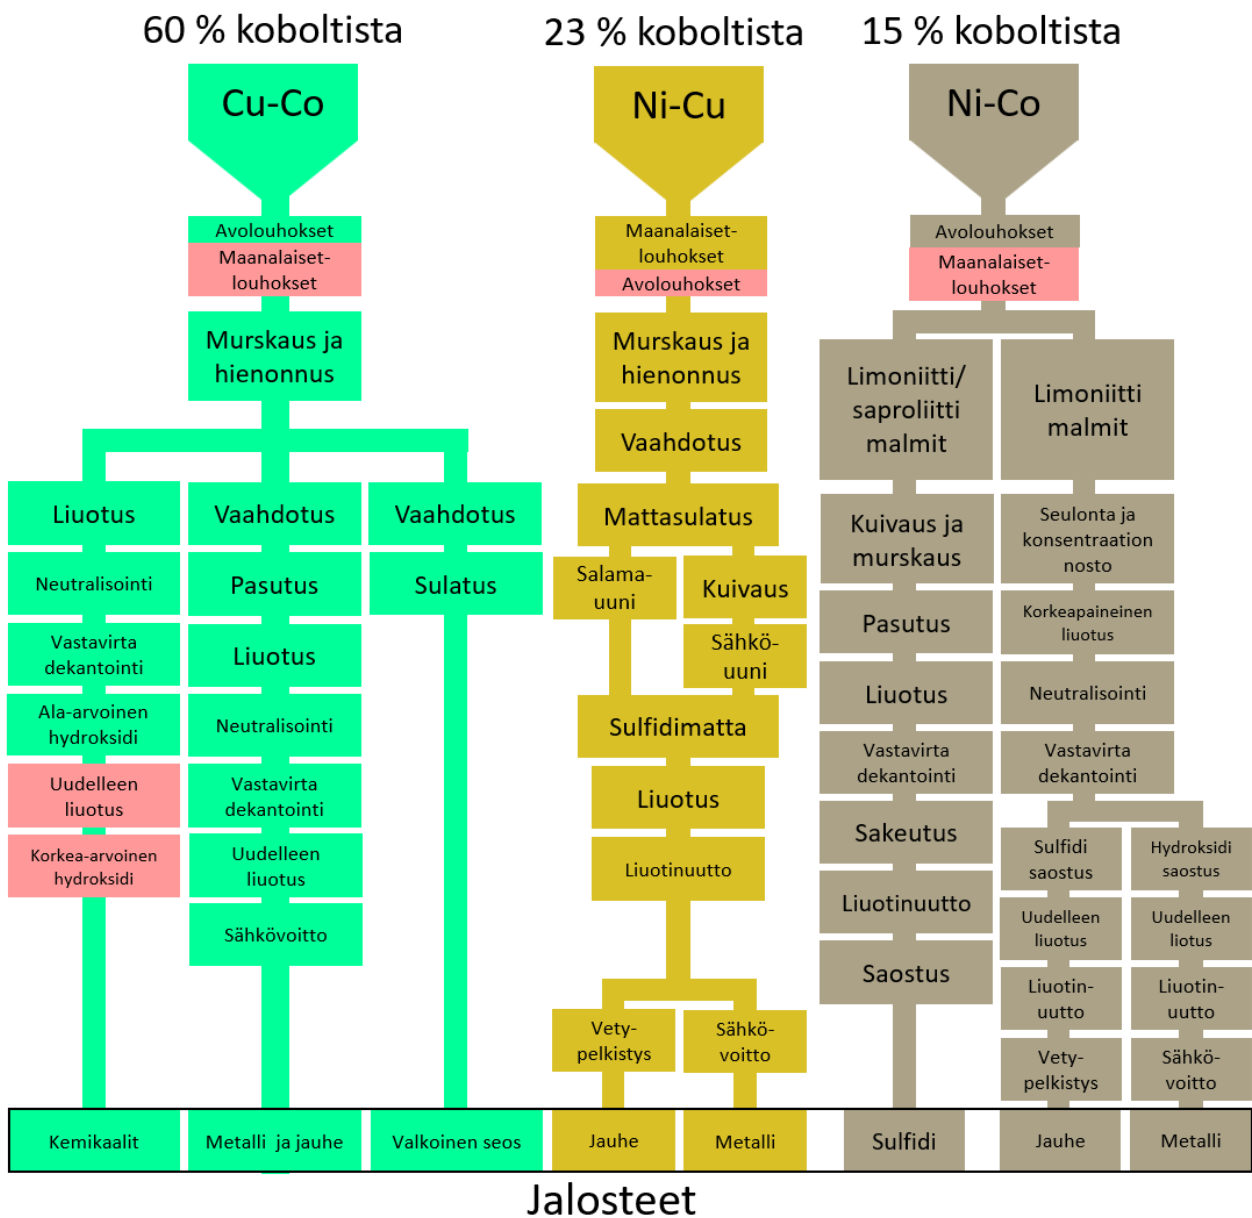 60 % koboltista
23 % koboltista
15 % koboltista
Cu-Co
Ni-Cu
Ni-Co
Avolouhokset
Maanalaiset-
louhokset
Murskaus ja
hienonnus
Liuotus
Neutralisointi
Vastavirta
dekantointi
Ala-arvoinen
hydroksidi
Uudelleen
liuotus
Korkea-arvoinen
hydroksidi
Vaahdotus
Pasutus
Liuotus
Neutralisointi
Vastavirta
dekantointi
Uudelleen
liuotus
Sähkövoitto
Vaahdotus
Sulatus
Maanalaiset-
louhokset
Avolouhokset
Murskaus ja
hienonnus
Vaahdotus
Mattasulatus
Salama-
uuni
Kuivaus
Sähkö-
uuni
Sulfidimatta
Liuotus
Liuotinuutto
Vety-
pelkistys
Sähkö-
voitto
Avolouhokset
Maanalaiset-
louhokset
Limoniitti/
saproliitti
malmit
Kuivaus ja
murskaus
Pasutus
Liuotus
Vastavirta
dekantointi
Sakeutus
Liuotinuutto
Saostus
Limoniitti
malmit
Seulonta ja
konsentraation
nosto
Korkeapaineinen
liuotus
Neutralisointi
Vastavirta
dekantointi
Sulfidi
saostus
Uudelleen
liuotus
Liuotin-
uutto
Vety-
pelkistys
Hydroksidi
saostus
Uudelleen
liotus
Liuotin-
uutto
Sähkö-
voitto
Kemikaalit
Metalli ja jauhe
Valkoinen seos
Jauhe
Metalli
Sulfidi
Jauhe
Metalli
Jalosteet